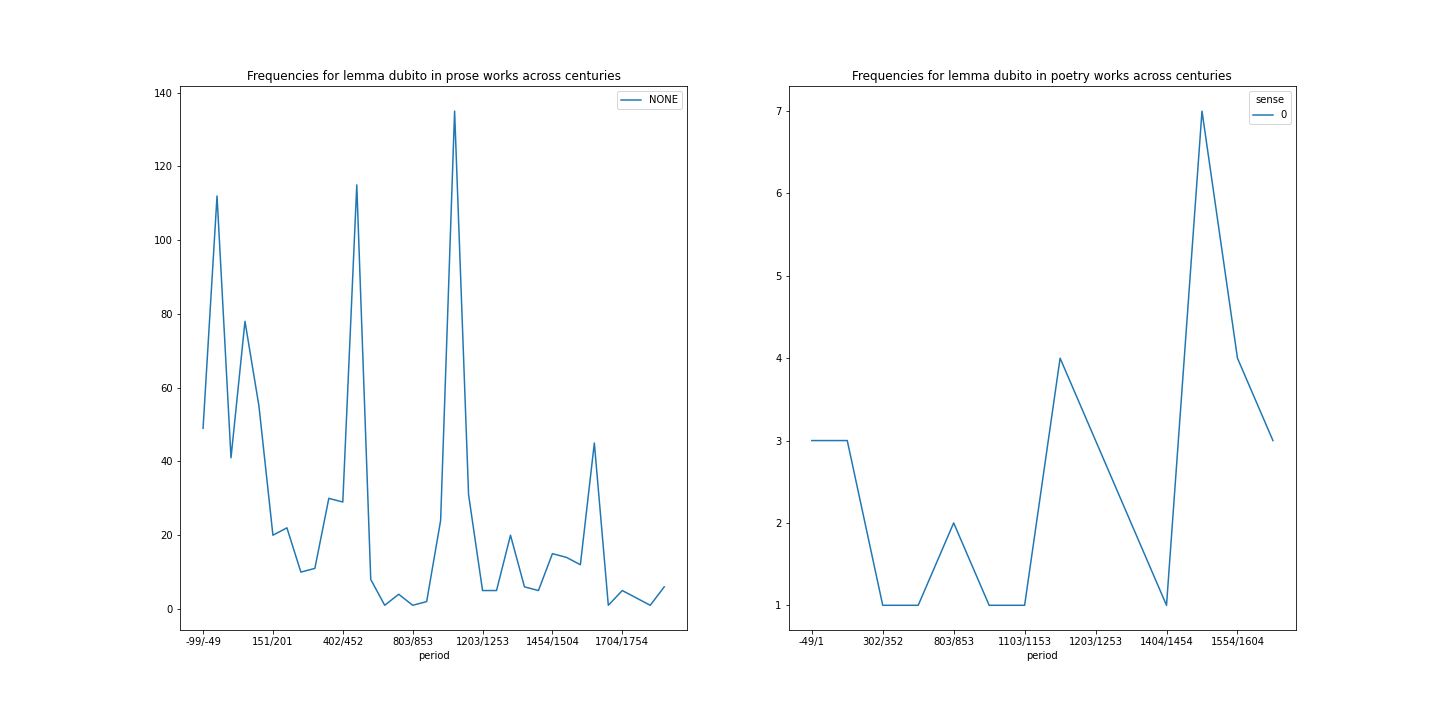 Frequencies for lemma dubito in prose works across centuries
NONE
140
120
100
80
60
40
20
0
-99/-49 151/201 402/452 803/853 1203/1253 1454/1504 1704/1754
period
Frequencies for lemma dubito in poetry works across centuries
sense
0
7
6
5
4
3
2
1
-49/1 302/352 803/853 1103/1153 1203/1253 1404/1454 1554/1604
period